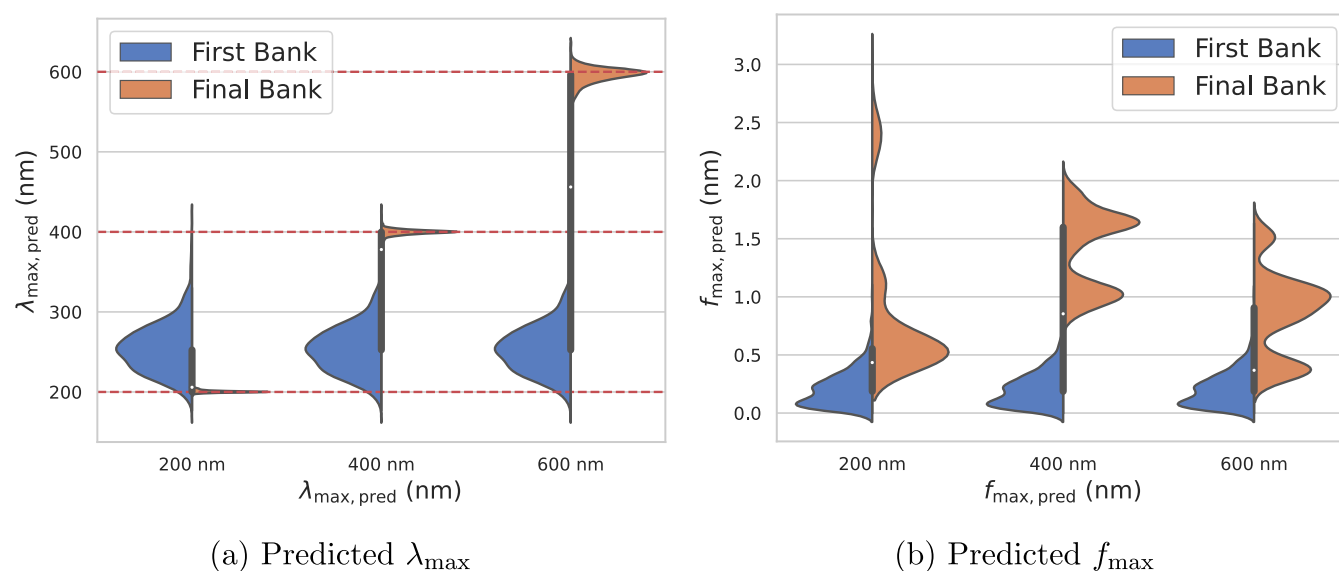 First Bank
Final Bank
600
500
400
300
200
λmax, pred (nm)
200 nm
400 nm
600 nm
λmax, pred (nm)
(a) Predicted λmax
First Bank
Final Bank
3.0
2.5
2.0
1.5
1.0
0.5
0.0
fmax, pred (nm)
200 nm
400 nm
600 nm
fmax, pred (nm)
(b) Predicted fmax